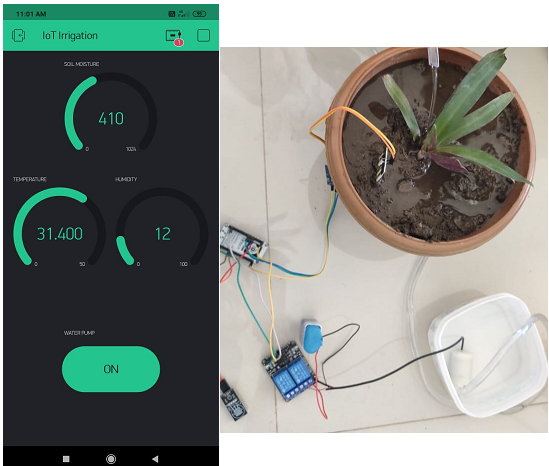 11:01 AM
IoT Irrigation
1
SOIL MOISTURE
410
0 1024
TEMPERATURE HUMIDITY
31.400 12
0 50 0 100
WATER PUMP
ON